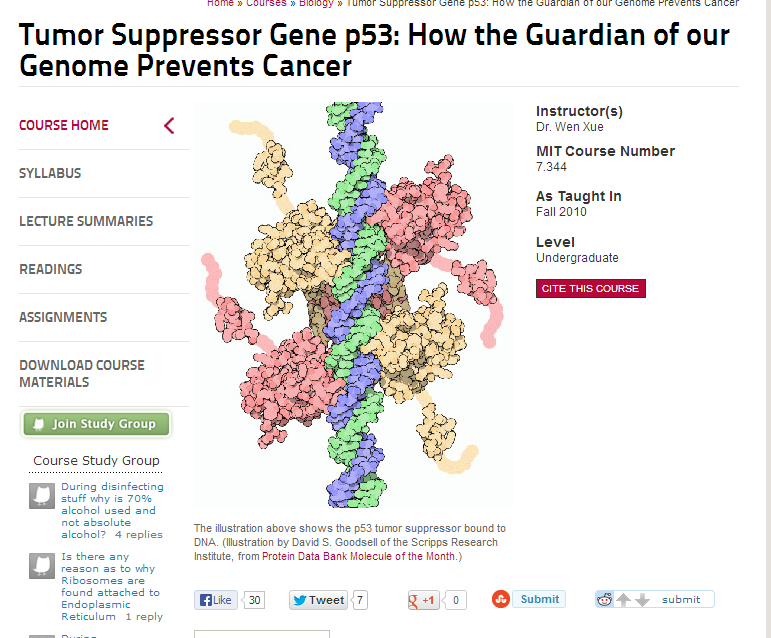 Home » Courses » Biology » Tumor Suppressor Gene p53: How the Guardian of our Genome Prevents Cancer
Tumor Suppressor Gene p53: How the Guardian of our
Genome Prevents Cancer
COURSE HOME
SYLLABUS
LECTURE SUMMARIES
READINGS
ASSIGNMENTS
DOWNLOAD COURSE
MATERIALS
Join Study Group
Course Study Group
During disinfecting
stuff why is 70%
alcohol used and
not absolute
alcohol? 4 replies
Is there any
reason as to why
Ribosomes are
found attached to
Endoplasmic
Reticulum 1 reply
During
The illustration above shows the p53 tumor suppressor bound to
DNA. (Illustration by David S. Goodsell of the Scripps Research
Institute, from Protein Data Bank Molecule of the Month.)
Like 30
Tweet 7
g +1 0
Submit
submit
Instructor(s)
Dr. Wen Xue
MIT Course Number
7.344
As Taught In
Fall 2010
Level
Undergraduate
CITE THIS COURSE